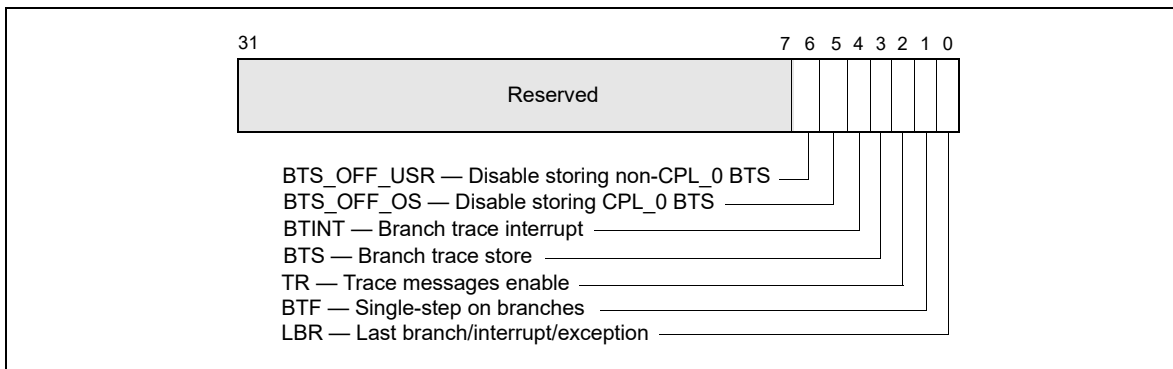 31 7 6 5 4 3 2 1 0
Reserved
BTS_OFF_USR — Disable storing non-CPL_0 BTS
BTS_OFF_OS — Disable storing CPL_0 BTS
BTINT — Branch trace interrupt
BTS — Branch trace store
TR — Trace messages enable
BTF — Single-step on branches
LBR — Last branch/interrupt/exception